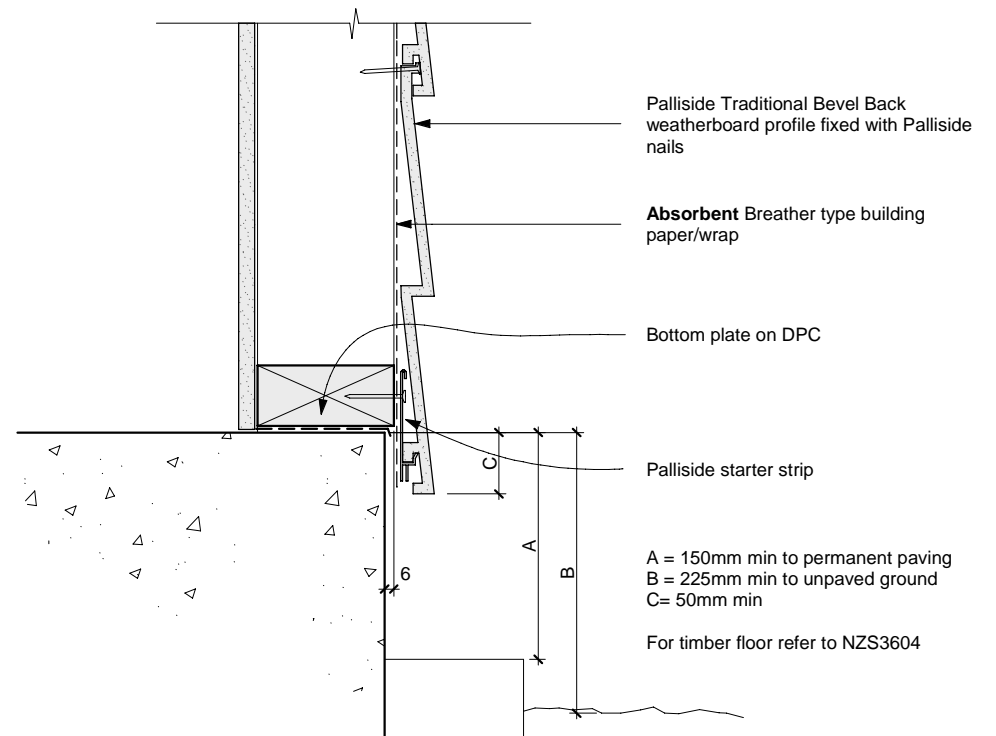 Palliside Traditional Bevel Back
weatherboard profile fixed with Palliside
nails
Absorbent Breather type building
paper/wrap
Bottom plate on DPC
Palliside starter strip
C
A
B
6
A = 150mm min to permanent paving
B = 225mm min to unpaved ground
C= 50mm min
For timber floor refer to NZS3604